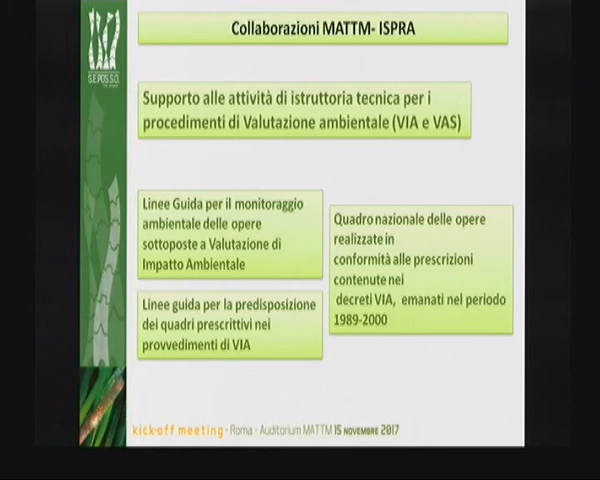 Collaborazioni MATTM- ISPRA
S.E.POS.S.O.
Supporto alle attività di istruttoria tecnica per i
procedimenti di Valutazione ambientale (VIA e VAS)
Linee Guida per il monitoraggio
ambientale delle opere
sottoposte a Valutazione di
Impatto Ambientale
Linee guida per la predisposizione
dei quadri prescrittivi nei
provvedimenti di VIA
Quadro nazionale delle opere
realizzate in
conformità alle prescrizioni
contenute nei
decreti VIA, emanati nel periodo
1989-2000
kick-off meeting - Roma - Auditorium MATTM 15 NOVEMBRE 2017